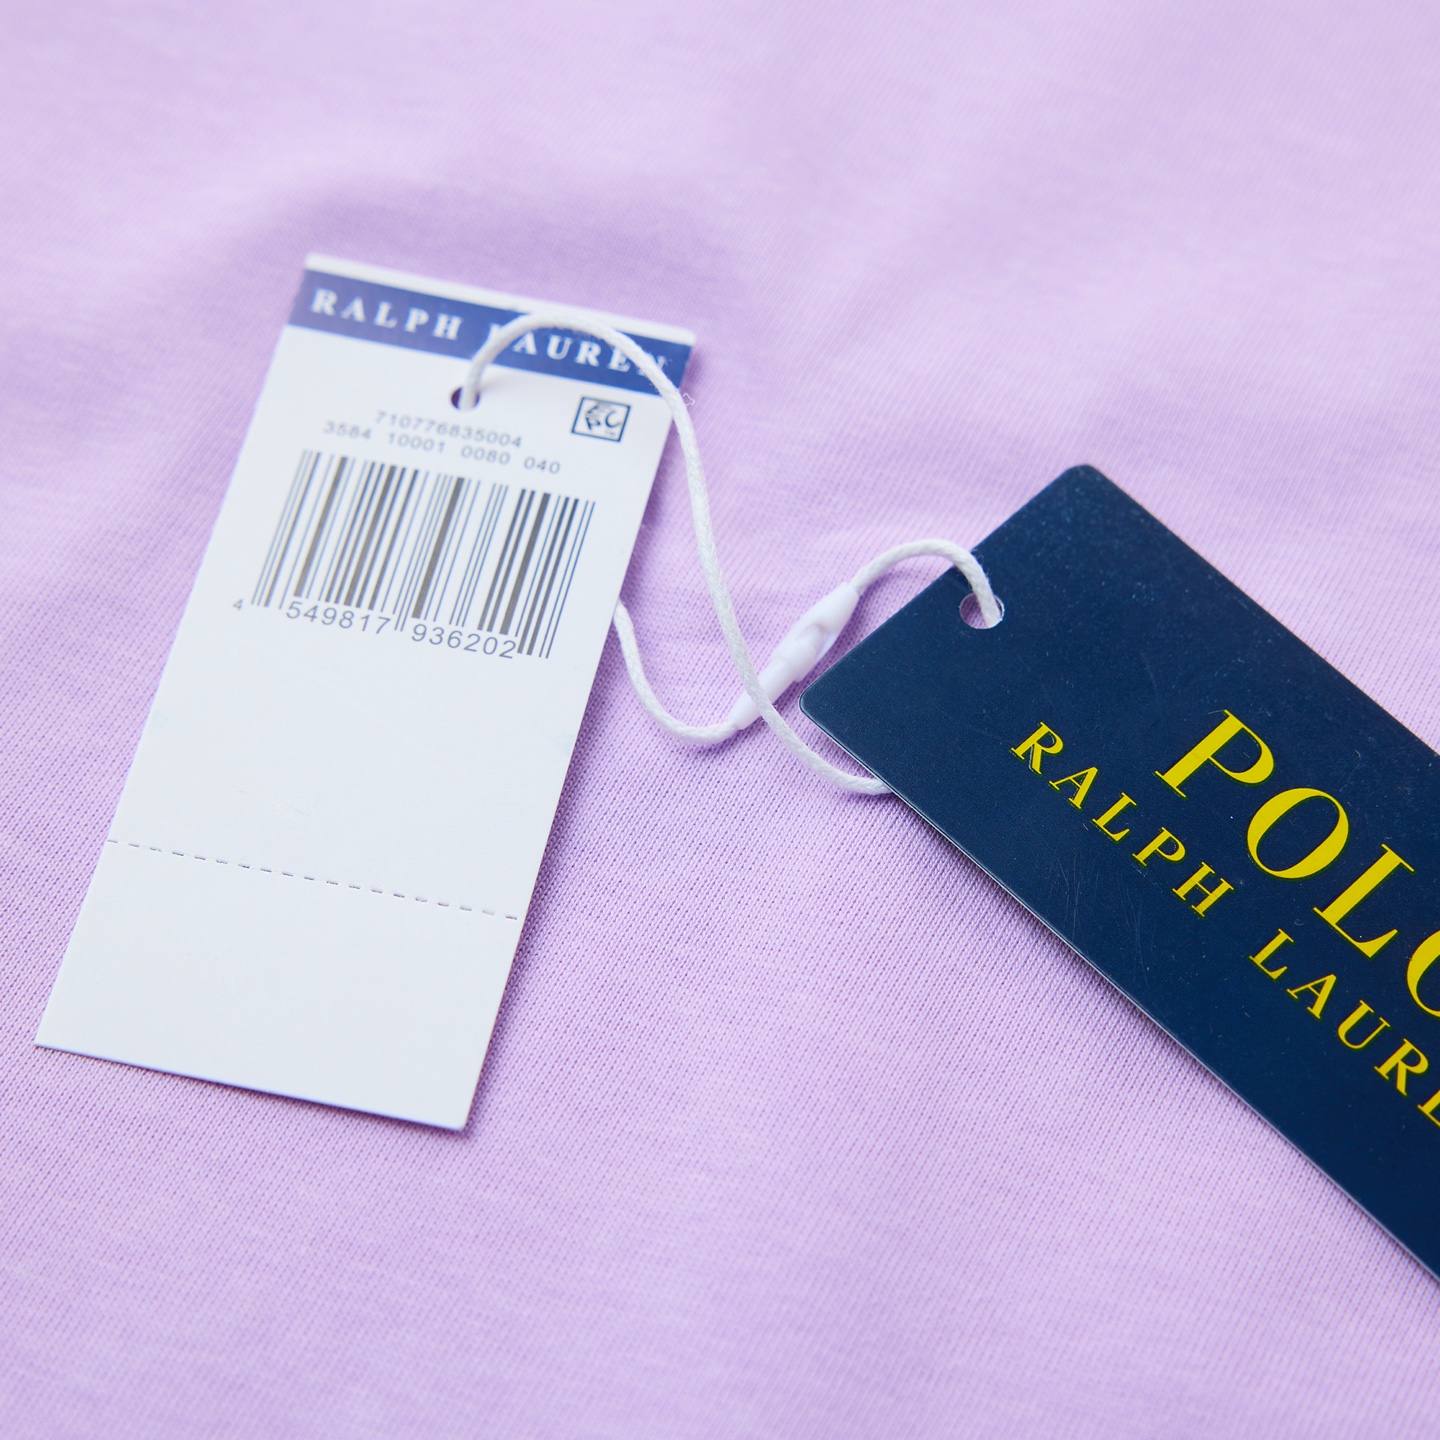 RALPH LAUREN
710776835004
3584 10001 0080 040
4 549817 936202
POLO
RALPH LAURE